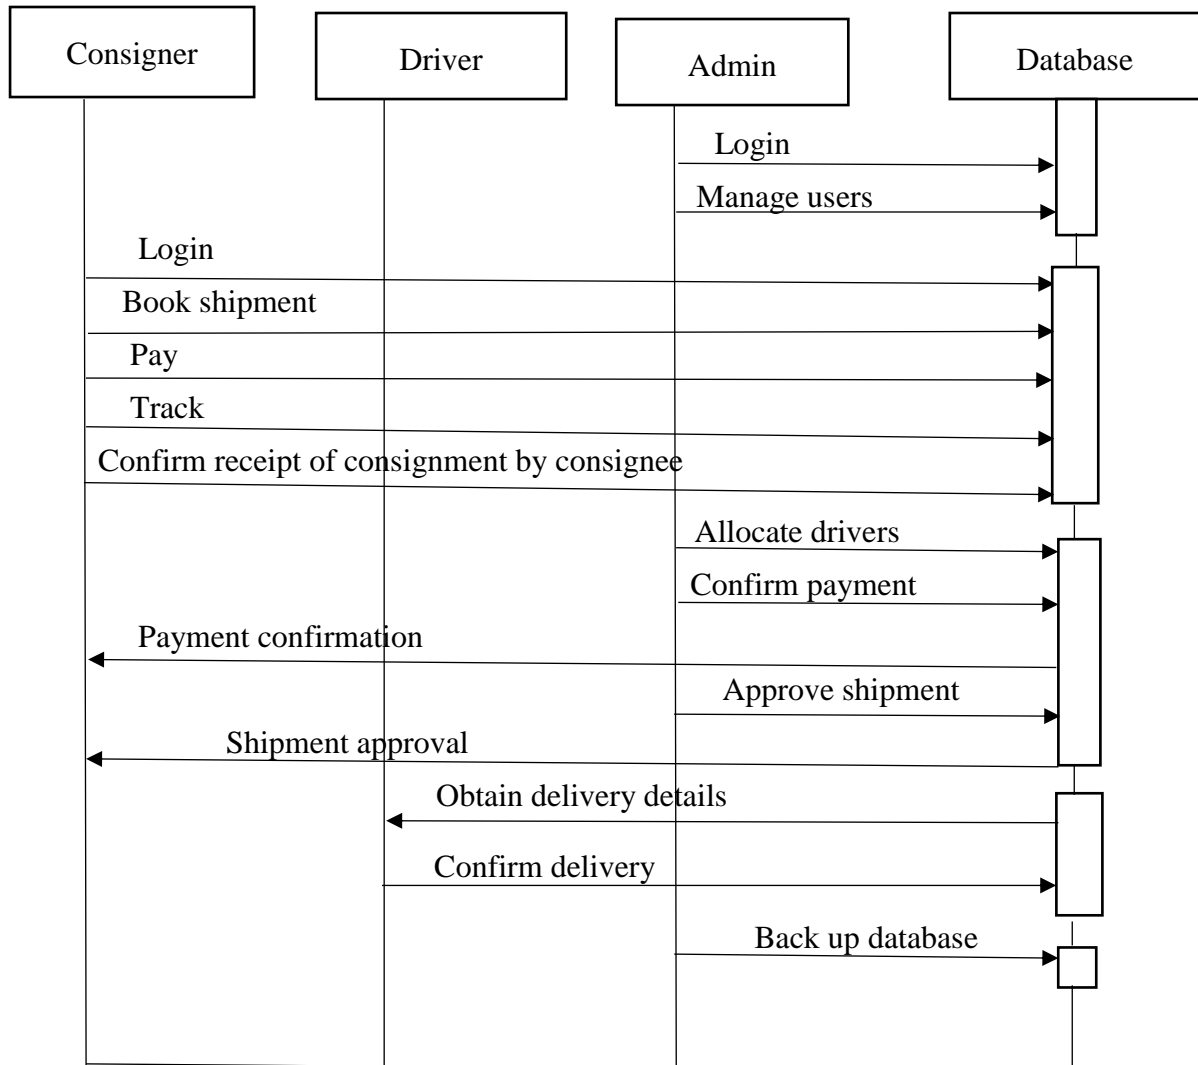 Consigner
Driver
Admin
Database
Login
Manage users
Login
Book shipment
Pay
Track
Confirm receipt of consignment by consignee
Allocate drivers
Confirm payment
Payment confirmation
Approve shipment
Shipment approval
Obtain delivery details
Confirm delivery
Back up database